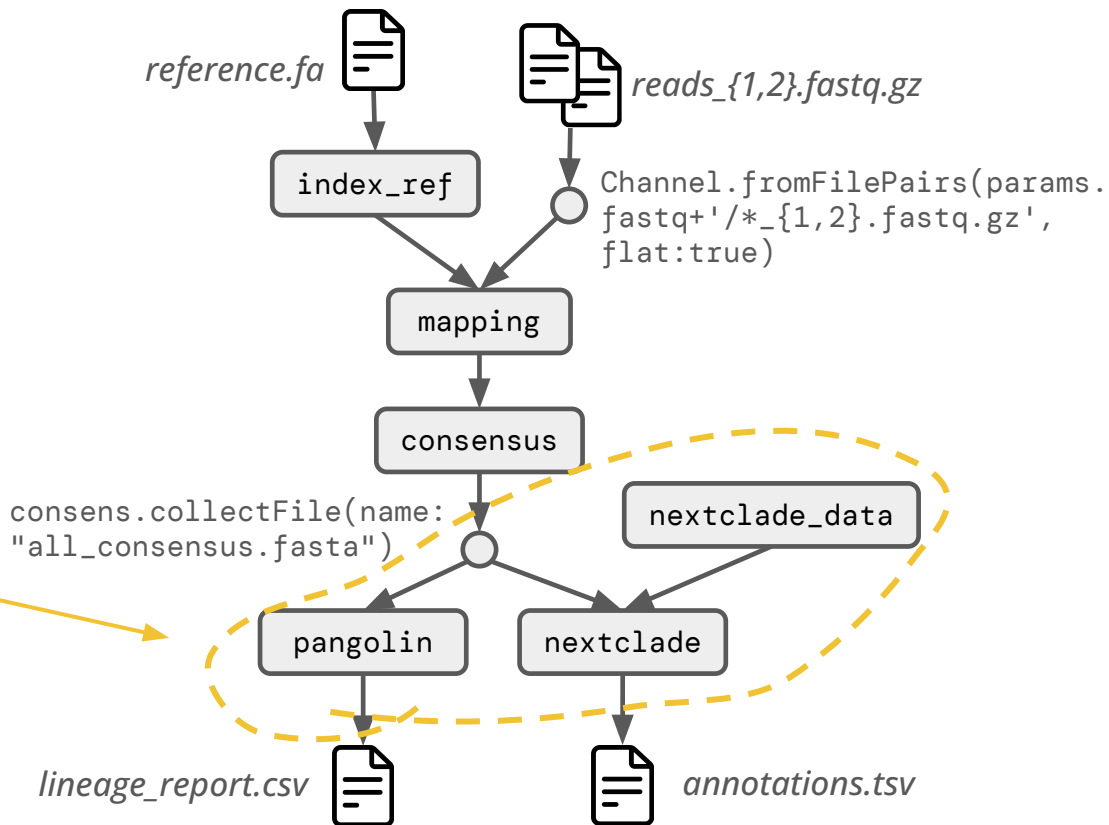 reference.fa
reads_{1,2}.fastq.gz
index_ref
Channel.fromFilePairs(params.
fastq+'/*_{1,2}.fastq.gz',
flat:true)
mapping
consensus
consens.collectFile(name:
"all_consensus.fasta")
nextclade_data
pangolin
nextclade
lineage_report.csv
annotations.tsv